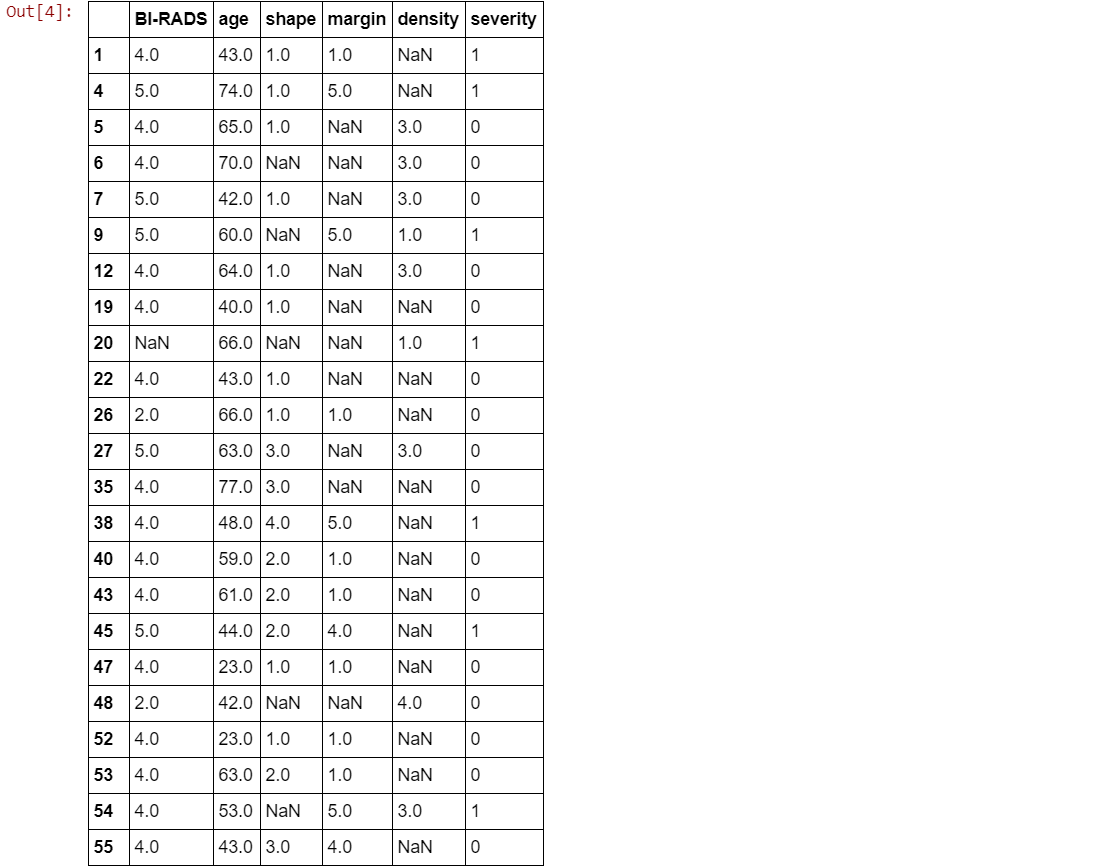 Out[4]:
BI-RADS age shape margin density severity
1 4.0 43.0 1.0 1.0 NaN 1
4 5.0 74.0 1.0 5.0 NaN 1
5 4.0 65.0 1.0 NaN 3.0 0
6 4.0 70.0 NaN NaN 3.0 0
7 5.0 42.0 1.0 NaN 3.0 0
9 5.0 60.0 NaN 5.0 1.0 1
12 4.0 64.0 1.0 NaN 3.0 0
19 4.0 40.0 1.0 NaN NaN 0
20 NaN 66.0 NaN NaN 1.0 1
22 4.0 43.0 1.0 NaN NaN 0
26 2.0 66.0 1.0 1.0 NaN 0
27 5.0 63.0 3.0 NaN 3.0 0
35 4.0 77.0 3.0 NaN NaN 0
38 4.0 48.0 4.0 5.0 NaN 1
40 4.0 59.0 2.0 1.0 NaN 0
43 4.0 61.0 2.0 1.0 NaN 0
45 5.0 44.0 2.0 4.0 NaN 1
47 4.0 23.0 1.0 1.0 NaN 0
48 2.0 42.0 NaN NaN 4.0 0
52 4.0 23.0 1.0 1.0 NaN 0
53 4.0 63.0 2.0 1.0 NaN 0
54 4.0 53.0 NaN 5.0 3.0 1
55 4.0 43.0 3.0 4.0 NaN 0